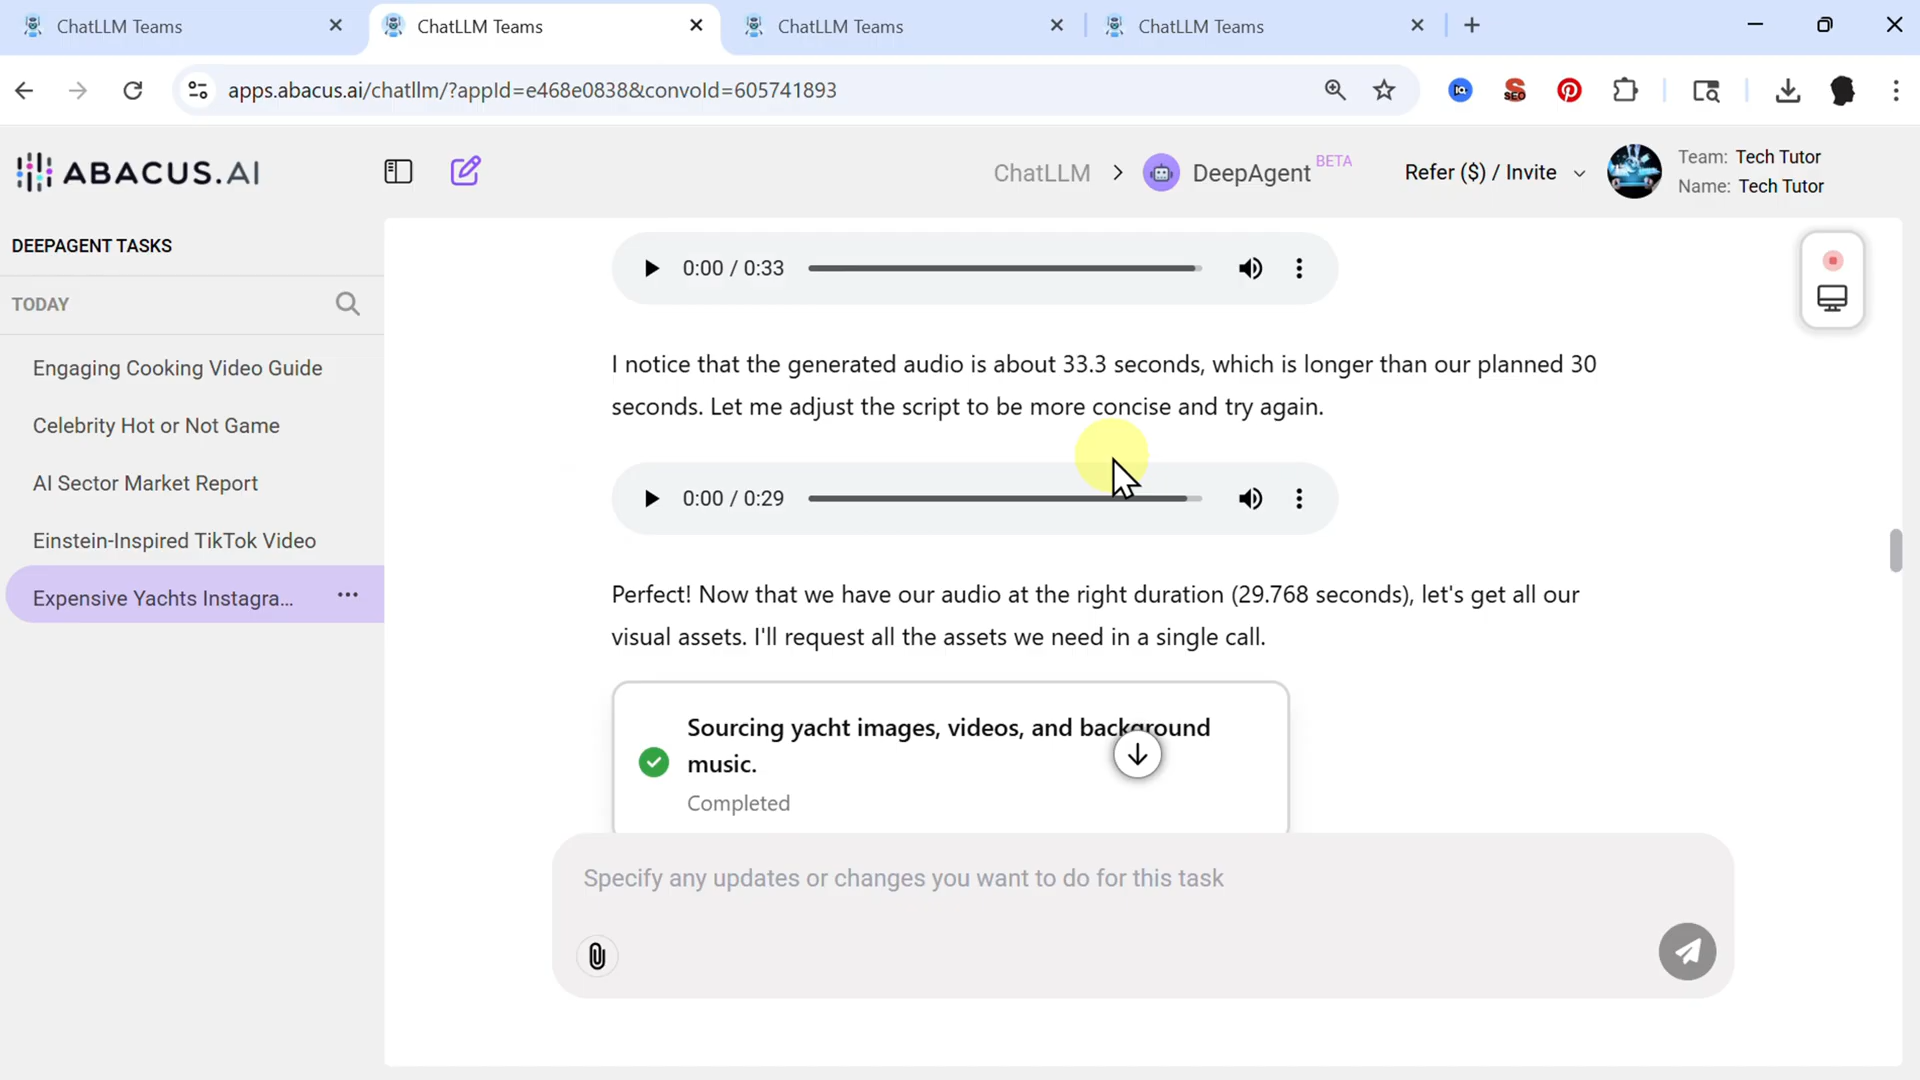 ChatLLM Teams
ChatLLM Teams
ChatLLM Teams
ChatLLM Teams
apps.abacus.ai/chatllm/?appId=e468e0838&convoId=605741893
IQ
SEO
ABACUS.AI
ChatLLM > DeepAgent BETA
Refer ($) / Invite
Team: Tech Tutor
Name: Tech Tutor
DEEPAGENT TASKS
TODAY
Engaging Cooking Video Guide
Celebrity Hot or Not Game
AI Sector Market Report
Einstein-Inspired TikTok Video
Expensive Yachts Instagra...
0:00 / 0:33
I notice that the generated audio is about 33.3 seconds, which is longer than our planned 30
seconds. Let me adjust the script to be more concise and try again.
0:00 / 0:29
Perfect! Now that we have our audio at the right duration (29.768 seconds), let's get all our
visual assets. I'll request all the assets we need in a single call.
Sourcing yacht images, videos, and background
music.
Completed
Specify any updates or changes you want to do for this task